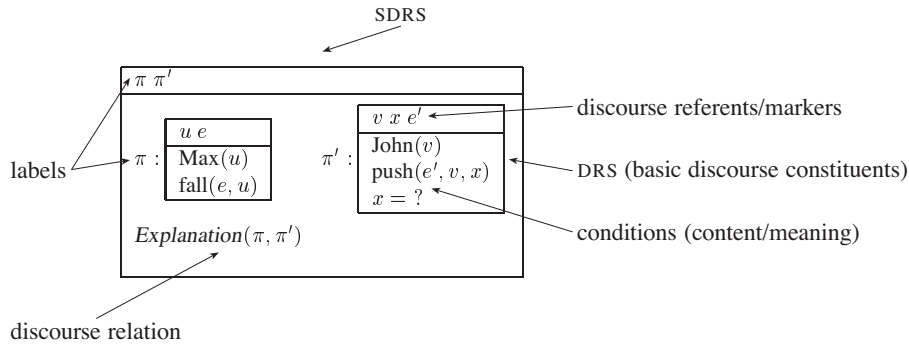 SDRS
π π′
v x e′
discourse referents/markers
u e
John(v)
π :
Max(u)
π′ :
push(e′, v, x)
DRS (basic discourse constituents)
labels
fall(e, u)
x = ?
Explanation(π, π′)
conditions (content/meaning)
discourse relation